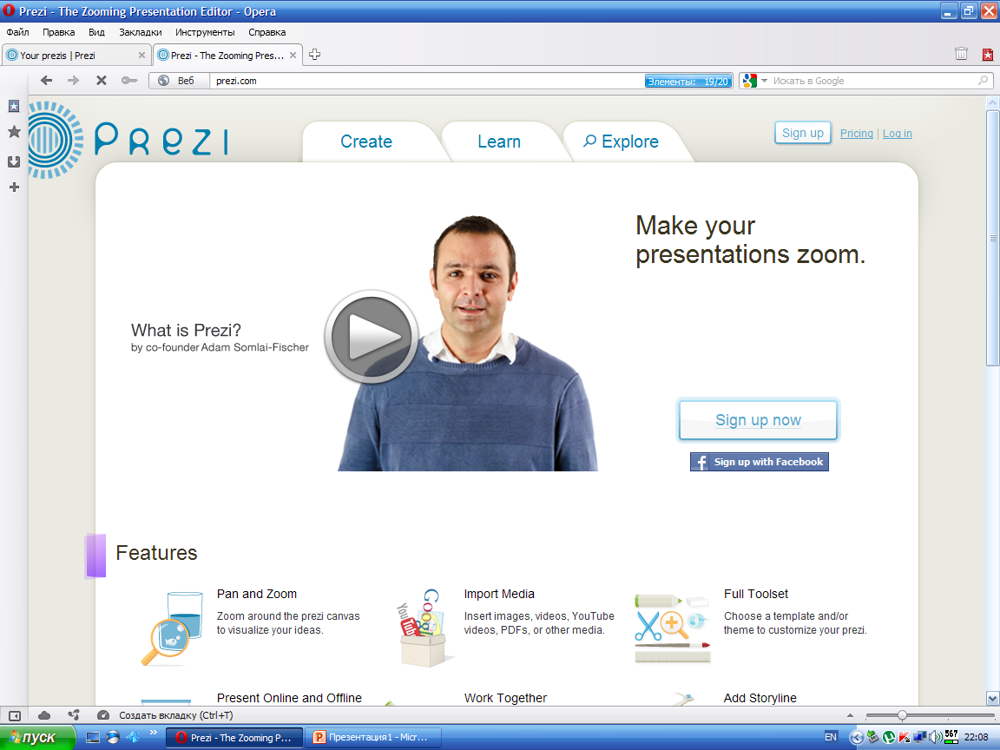 Prezi - The Zooming Presentation Editor - Opera
Файл Правка Вид Закладки Инструменты Справка
Your prezis | Prezi
Prezi - The Zooming Pres...
Веб
prezi.com
Элементы: 19/20
Искать в Google
PREZI
Create
Learn
Explore
Sign up
Pricing | Log in
Make your
presentations zoom.
What is Prezi?
by co-founder Adam Somlai-Fischer
Sign up now
f Sign up with Facebook
Features
Pan and Zoom
Zoom around the prezi canvas
to visualize your ideas.
Import Media
Insert images, videos, YouTube
videos, PDFs, or other media.
Full Toolset
Choose a template and/or
theme to customize your prezi.
Present Online and Offline
Work Together
Add Storyline
Создать вкладку (Ctrl+T)
пуск
Prezi - The Zooming P...
Презентация1 - Micr...
EN
567
22:08